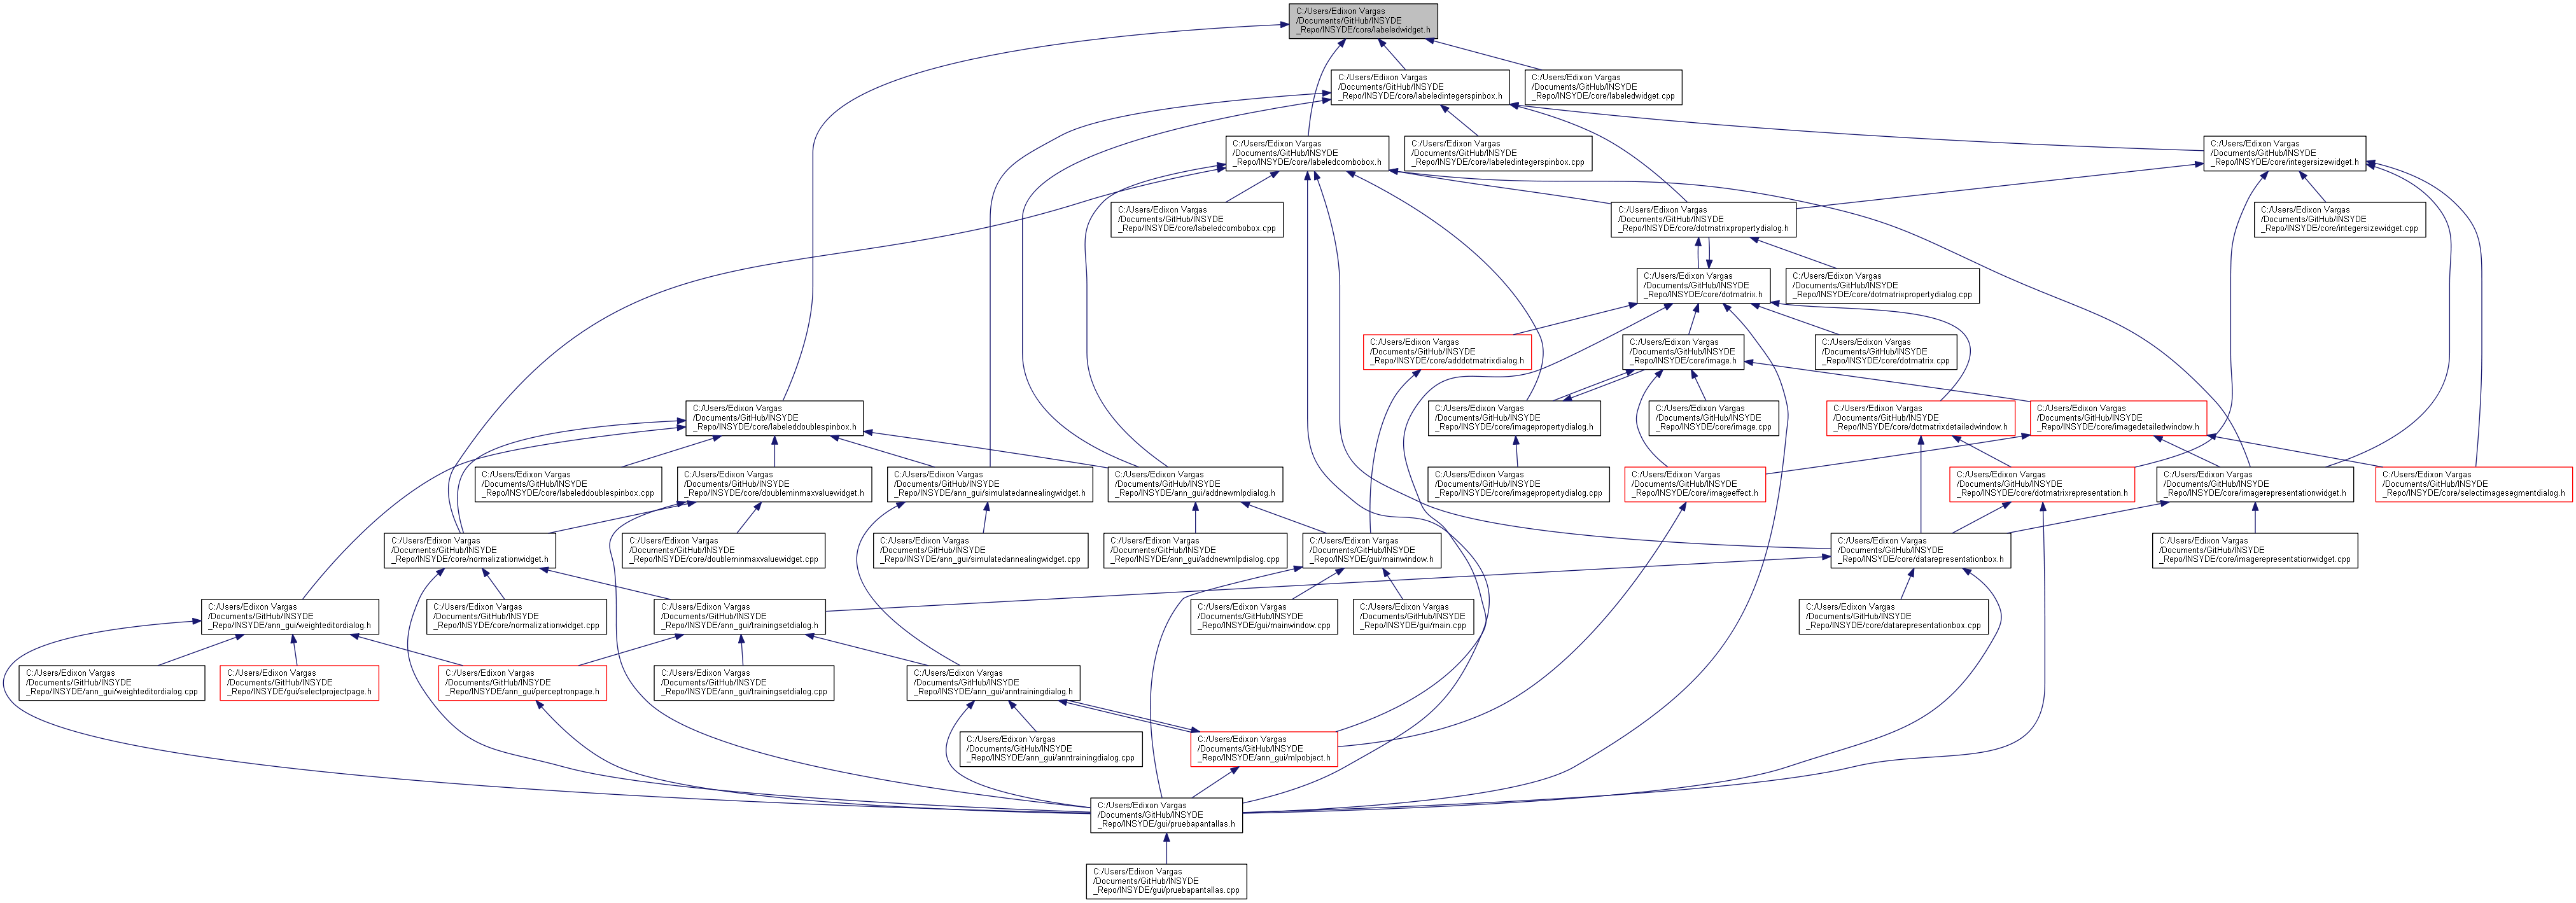 C:/Users/Edixon Vargas
/Documents/GitHub/INSYDE
_Repo/INSYDE/core/labeledwidget.h
C:/Users/Edixon Vargas
/Documents/GitHub/INSYDE
_Repo/INSYDE/core/labeledintegerspinbox.h
C:/Users/Edixon Vargas
/Documents/GitHub/INSYDE
_Repo/INSYDE/core/labeledwidget.cpp
C:/Users/Edixon Vargas
/Documents/GitHub/INSYDE
_Repo/INSYDE/core/labeledcombobox.h
C:/Users/Edixon Vargas
/Documents/GitHub/INSYDE
_Repo/INSYDE/core/labeledintegerspinbox.cpp
C:/Users/Edixon Vargas
/Documents/GitHub/INSYDE
_Repo/INSYDE/core/integersizewidget.h
C:/Users/Edixon Vargas
/Documents/GitHub/INSYDE
_Repo/INSYDE/core/labeledcombobox.cpp
C:/Users/Edixon Vargas
/Documents/GitHub/INSYDE
_Repo/INSYDE/core/dotmatrixpropertydialog.h
C:/Users/Edixon Vargas
/Documents/GitHub/INSYDE
_Repo/INSYDE/core/integersizewidget.cpp
C:/Users/Edixon Vargas
/Documents/GitHub/INSYDE
_Repo/INSYDE/core/dotmatrix.h
C:/Users/Edixon Vargas
/Documents/GitHub/INSYDE
_Repo/INSYDE/core/dotmatrixpropertydialog.cpp
C:/Users/Edixon Vargas
/Documents/GitHub/INSYDE
_Repo/INSYDE/core/adddotmatrixdialog.h
C:/Users/Edixon Vargas
/Documents/GitHub/INSYDE
_Repo/INSYDE/core/image.h
C:/Users/Edixon Vargas
/Documents/GitHub/INSYDE
_Repo/INSYDE/core/dotmatrix.cpp
C:/Users/Edixon Vargas
/Documents/GitHub/INSYDE
_Repo/INSYDE/core/labeleddoublespinbox.h
C:/Users/Edixon Vargas
/Documents/GitHub/INSYDE
_Repo/INSYDE/core/imagepropertydialog.h
C:/Users/Edixon Vargas
/Documents/GitHub/INSYDE
_Repo/INSYDE/core/image.cpp
C:/Users/Edixon Vargas
/Documents/GitHub/INSYDE
_Repo/INSYDE/core/dotmatrixdetailedwindow.h
C:/Users/Edixon Vargas
/Documents/GitHub/INSYDE
_Repo/INSYDE/core/imagedetailedwindow.h
C:/Users/Edixon Vargas
/Documents/GitHub/INSYDE
_Repo/INSYDE/core/labeleddoublespinbox.cpp
C:/Users/Edixon Vargas
/Documents/GitHub/INSYDE
_Repo/INSYDE/core/doubleminmaxvaluewidget.h
C:/Users/Edixon Vargas
/Documents/GitHub/INSYDE
_Repo/INSYDE/ann_gui/simulatedannealingwidget.h
C:/Users/Edixon Vargas
/Documents/GitHub/INSYDE
_Repo/INSYDE/ann_gui/addnewmlpdialog.h
C:/Users/Edixon Vargas
/Documents/GitHub/INSYDE
_Repo/INSYDE/core/imagepropertydialog.cpp
C:/Users/Edixon Vargas
/Documents/GitHub/INSYDE
_Repo/INSYDE/core/imageeffect.h
C:/Users/Edixon Vargas
/Documents/GitHub/INSYDE
_Repo/INSYDE/core/dotmatrixrepresentation.h
C:/Users/Edixon Vargas
/Documents/GitHub/INSYDE
_Repo/INSYDE/core/imagerepresentationwidget.h
C:/Users/Edixon Vargas
/Documents/GitHub/INSYDE
_Repo/INSYDE/core/selectimagesegmentdialog.h
C:/Users/Edixon Vargas
/Documents/GitHub/INSYDE
_Repo/INSYDE/core/normalizationwidget.h
C:/Users/Edixon Vargas
/Documents/GitHub/INSYDE
_Repo/INSYDE/core/doubleminmaxvaluewidget.cpp
C:/Users/Edixon Vargas
/Documents/GitHub/INSYDE
_Repo/INSYDE/ann_gui/simulatedannealingwidget.cpp
C:/Users/Edixon Vargas
/Documents/GitHub/INSYDE
_Repo/INSYDE/ann_gui/addnewmlpdialog.cpp
C:/Users/Edixon Vargas
/Documents/GitHub/INSYDE
_Repo/INSYDE/gui/mainwindow.h
C:/Users/Edixon Vargas
/Documents/GitHub/INSYDE
_Repo/INSYDE/core/datarepresentationbox.h
C:/Users/Edixon Vargas
/Documents/GitHub/INSYDE
_Repo/INSYDE/core/imagerepresentationwidget.cpp
C:/Users/Edixon Vargas
/Documents/GitHub/INSYDE
_Repo/INSYDE/ann_gui/weighteditordialog.h
C:/Users/Edixon Vargas
/Documents/GitHub/INSYDE
_Repo/INSYDE/core/normalizationwidget.cpp
C:/Users/Edixon Vargas
/Documents/GitHub/INSYDE
_Repo/INSYDE/ann_gui/trainingsetdialog.h
C:/Users/Edixon Vargas
/Documents/GitHub/INSYDE
_Repo/INSYDE/gui/mainwindow.cpp
C:/Users/Edixon Vargas
/Documents/GitHub/INSYDE
_Repo/INSYDE/gui/main.cpp
C:/Users/Edixon Vargas
/Documents/GitHub/INSYDE
_Repo/INSYDE/core/datarepresentationbox.cpp
C:/Users/Edixon Vargas
/Documents/GitHub/INSYDE
_Repo/INSYDE/ann_gui/weighteditordialog.cpp
C:/Users/Edixon Vargas
/Documents/GitHub/INSYDE
_Repo/INSYDE/gui/selectprojectpage.h
C:/Users/Edixon Vargas
/Documents/GitHub/INSYDE
_Repo/INSYDE/ann_gui/perceptronpage.h
C:/Users/Edixon Vargas
/Documents/GitHub/INSYDE
_Repo/INSYDE/ann_gui/trainingsetdialog.cpp
C:/Users/Edixon Vargas
/Documents/GitHub/INSYDE
_Repo/INSYDE/ann_gui/anntrainingdialog.h
C:/Users/Edixon Vargas
/Documents/GitHub/INSYDE
_Repo/INSYDE/ann_gui/anntrainingdialog.cpp
C:/Users/Edixon Vargas
/Documents/GitHub/INSYDE
_Repo/INSYDE/ann_gui/mlpobject.h
C:/Users/Edixon Vargas
/Documents/GitHub/INSYDE
_Repo/INSYDE/gui/pruebapantallas.h
C:/Users/Edixon Vargas
/Documents/GitHub/INSYDE
_Repo/INSYDE/gui/pruebapantallas.cpp